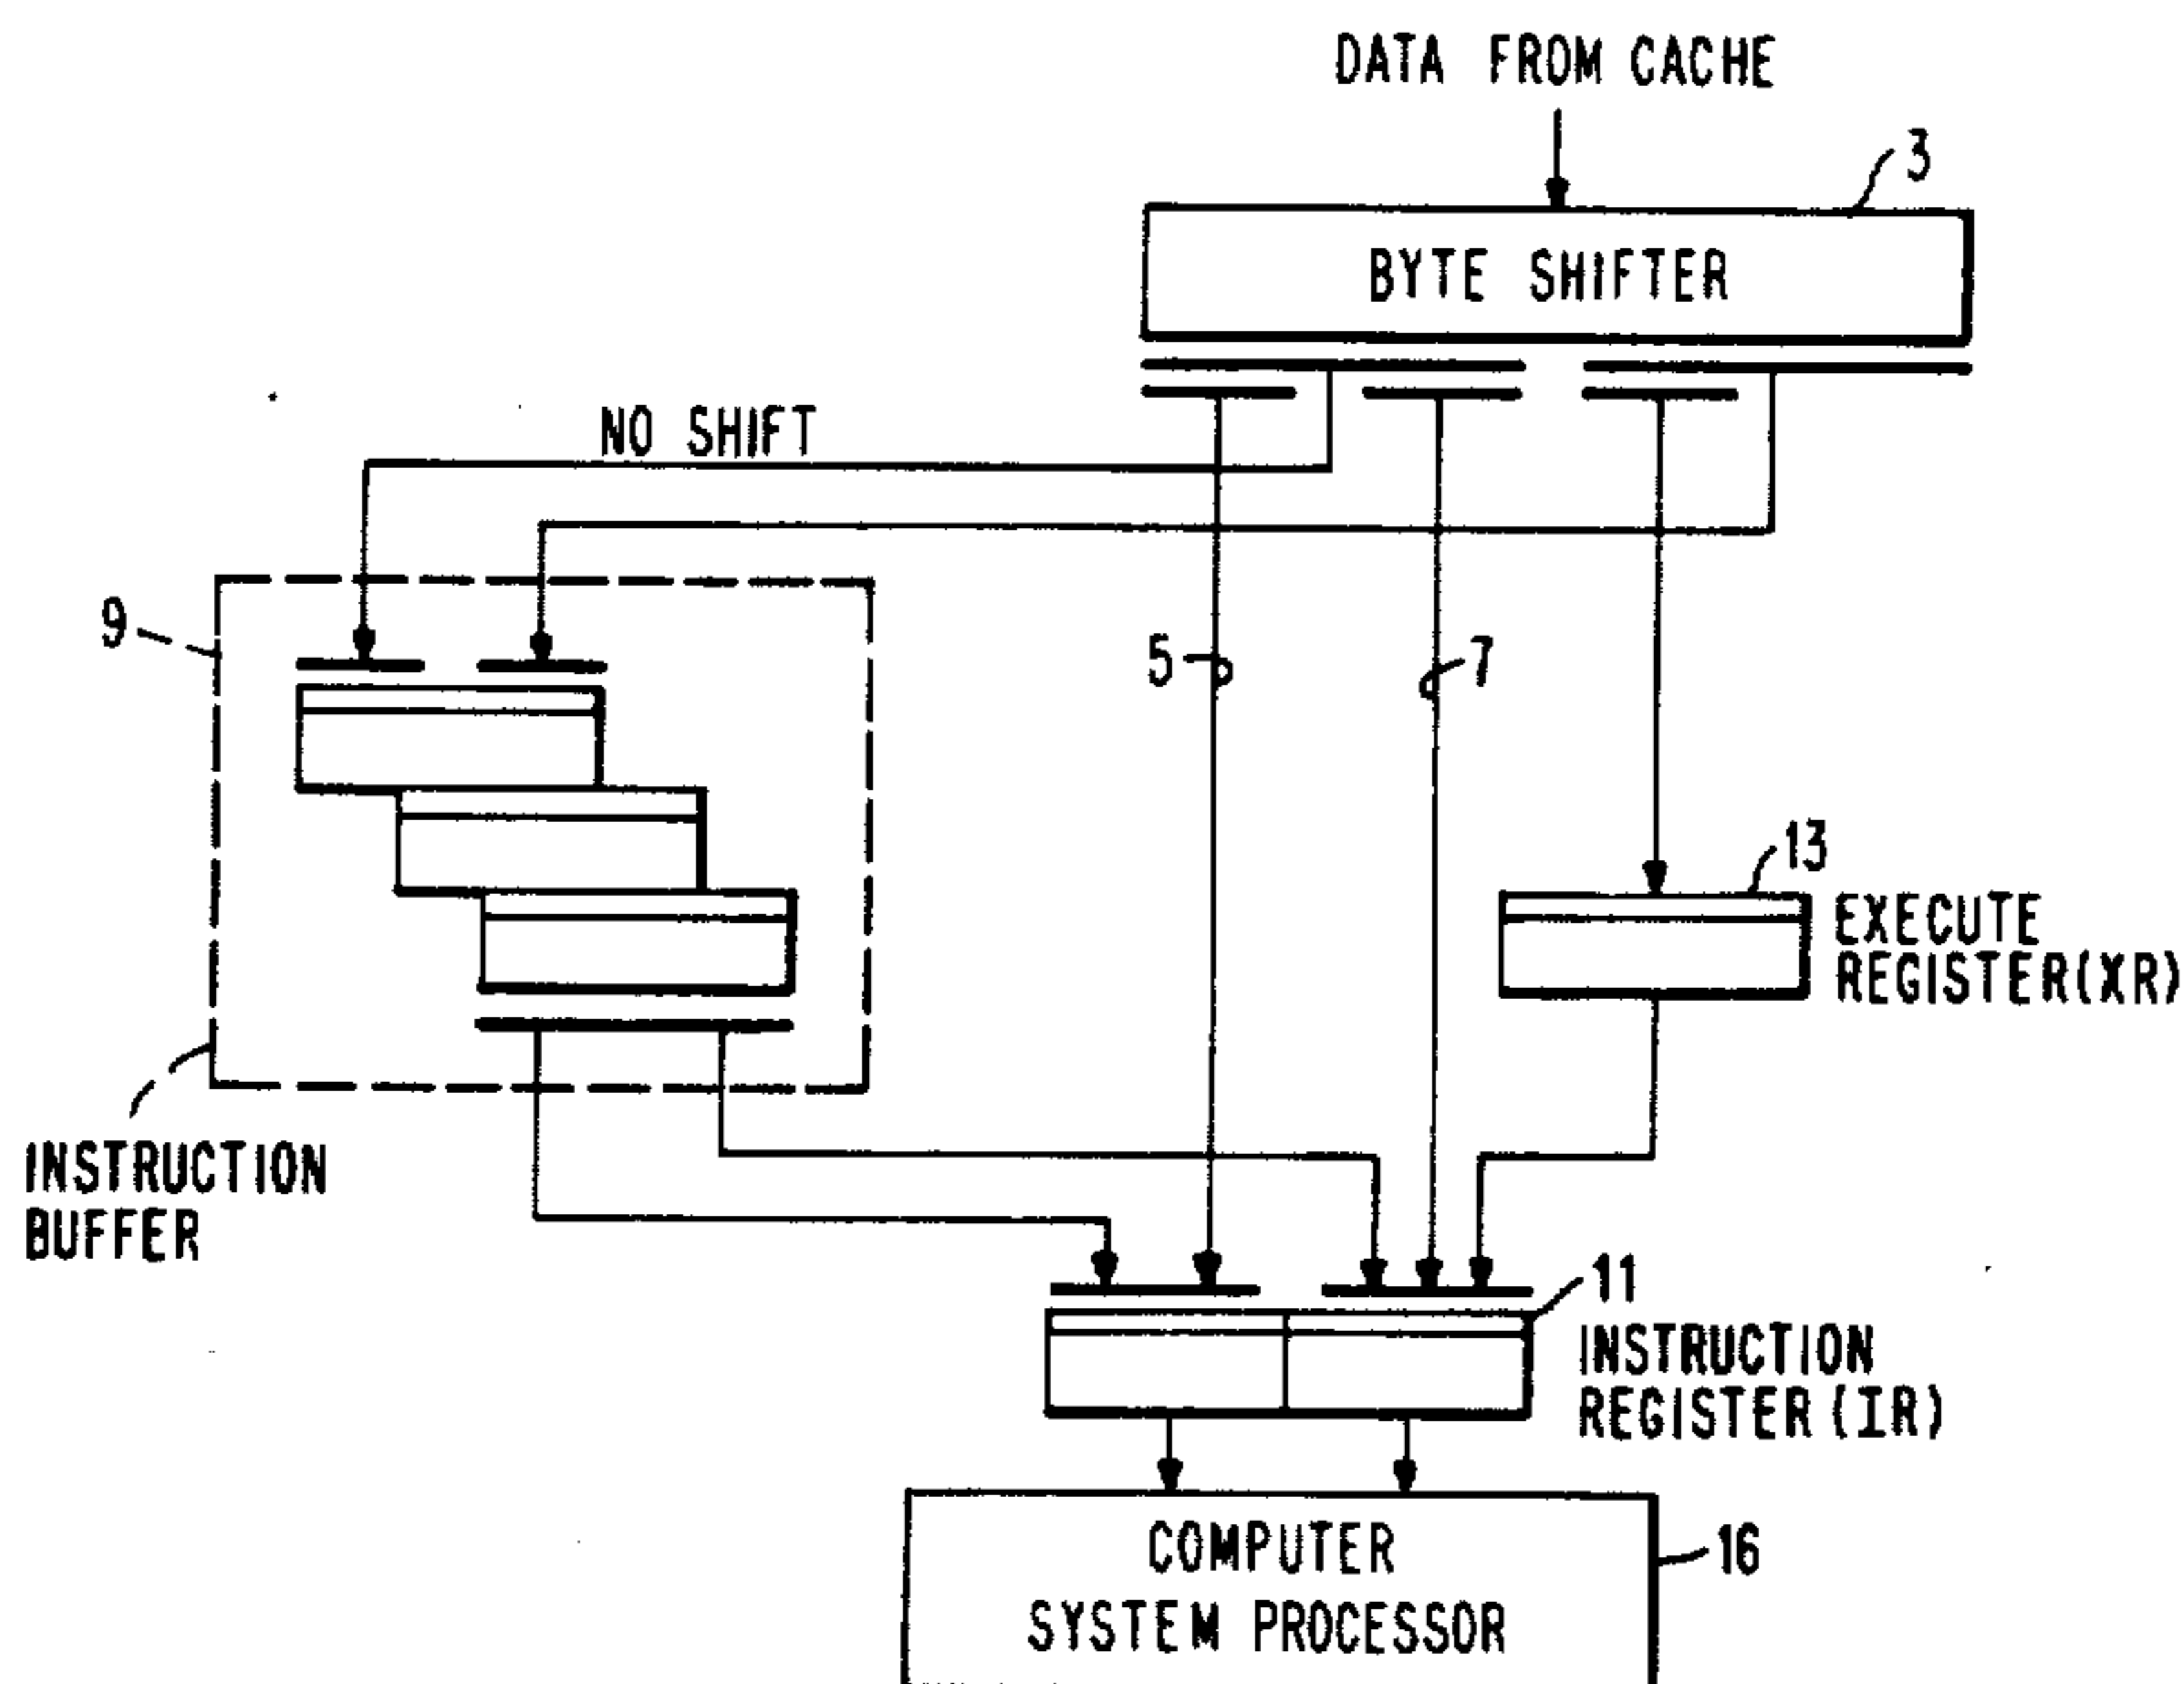 DATA FROM CACHE
3
BYTE SHIFTER
NO SHIFT
9
5
7
13
EXECUTE
REGISTER(XR)
INSTRUCTION
BUFFER
11
INSTRUCTION
REGISTER (IR)
COMPUTER
SYSTEM PROCESSOR
16